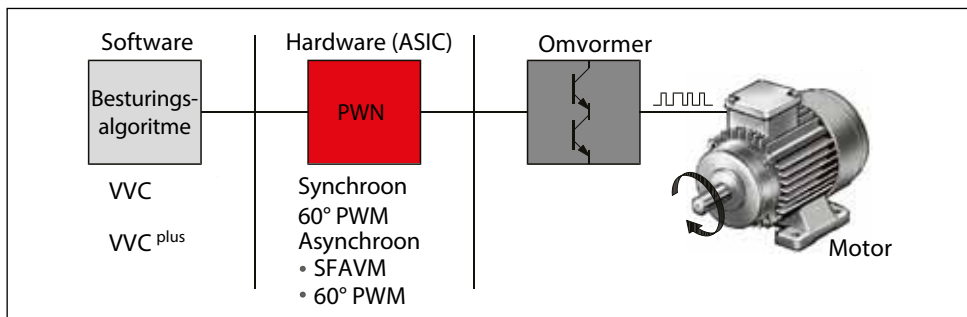 Software
Besturings-
algoritme
VVC
VVC plus
Hardware (ASIC)
PWN
Synchroon
60° PWM
Asynchroon
• SFAVM
• 60° PWM
Omvormer
Motor